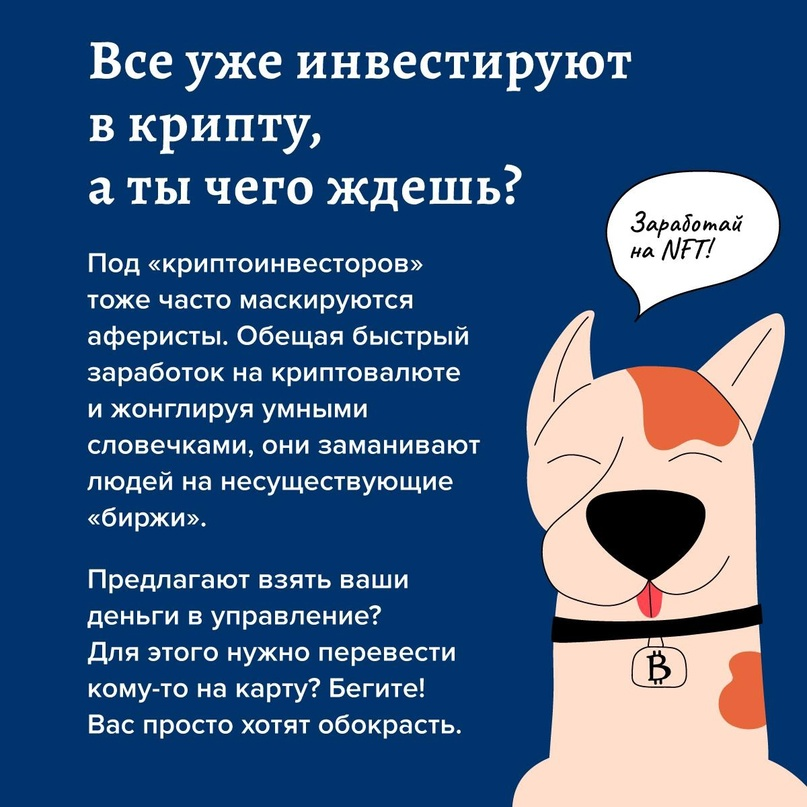 Все уже инвестируют
в крипту,
а ты чего ждешь?
Заработай
на NFT!
Под «криптоинвесторов»
тоже часто маскируются
аферисты. Обещая быстрый
заработок на криптовалюте
и жонглируя умными
словечками, они заманивают
людей на несуществующие
«биржи».
Предлагают взять ваши
деньги в управление?
Для этого нужно перевести
кому-то на карту? Бегите!
Вас просто хотят обокрасть.
₿